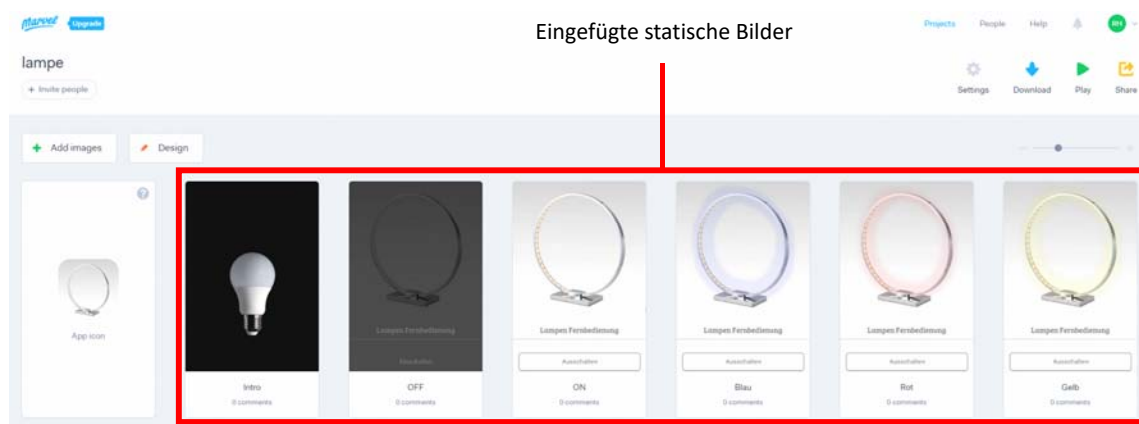 Marvel Upgrade
Eingefügte statische Bilder
Projects People Help RH
lampe
+ Invite people
Settings Download Play Share
+ Add images Design
?
App icon
Lampen Fernbedienung
Einschalten
Lampen Fernbedienung
Ausschalten
Lampen Fernbedienung
Ausschalten
Lampen Fernbedienung
Ausschalten
Lampen Fernbedienung
Ausschalten
Intro
0 comments
OFF
0 comments
ON
0 comments
Blau
0 comments
Rot
0 comments
Gelb
0 comments